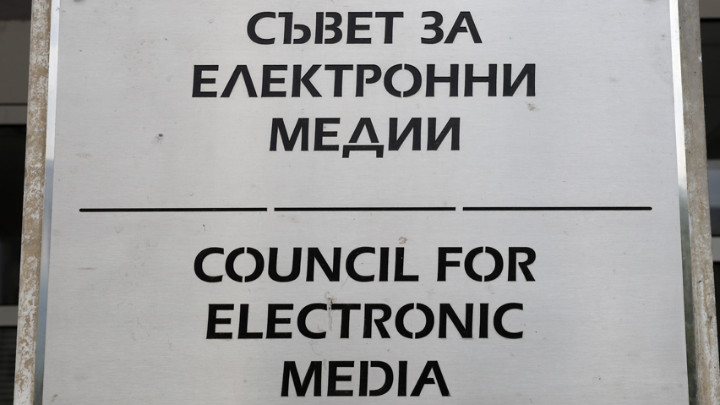 СЪВЕТ ЗА
ЕЛЕКТРОННИ
МЕДИИ
COUNCIL FOR
ELECTRONIC
MEDIA